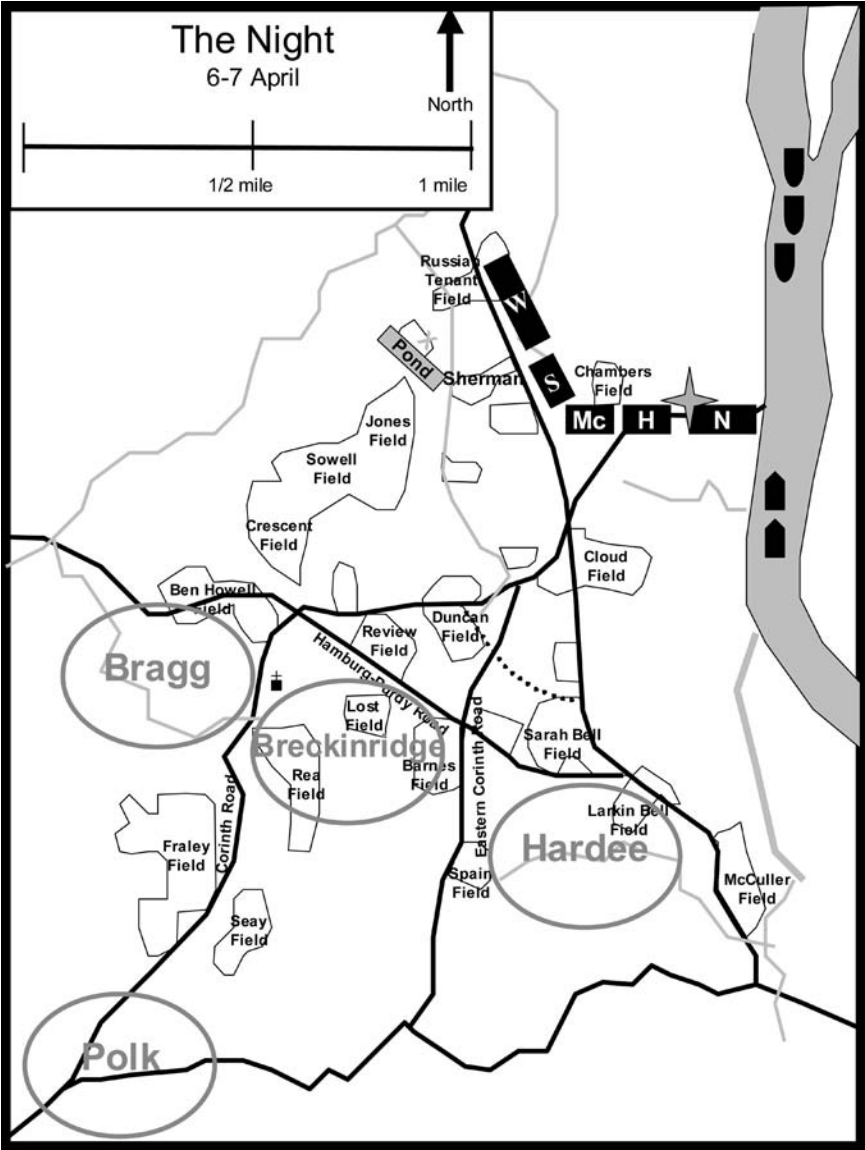 The Night
6-7 April
North
1/2 mile
1 mile
Russian
Tenant
Field
W
Pond
Sherman
S
Chambers
Field
Mc
H
N
Jones
Field
Sowell
Field
Crescent
Field
Cloud
Field
Ben Howell
Field
Duncan
Field
Review
Field
Hamburg-Purdy Road
Bragg
Lost
Field
Breckinridge
Eastern Corinth Road
Sarah Bell
Field
Barnes
Field
Rea
Field
Corinth Road
Larkin Bell
Field
Hardee
Fraley
Field
Spain
Field
McCuller
Field
Seay
Field
Polk